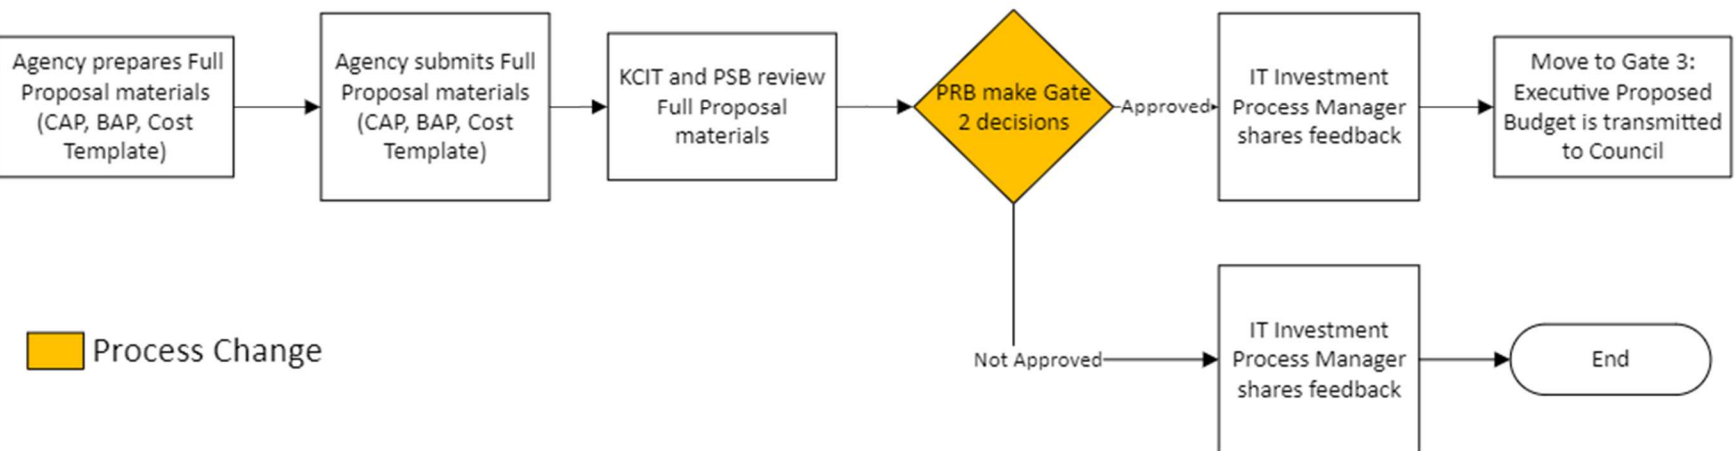 Agency prepares Full
Proposal materials
(CAP, BAP, Cost
Template)
Agency submits Full
Proposal materials
(CAP, BAP, Cost
Template)
KCIT and PSB review
Full Proposal
materials
PRB make Gate
2 decisions
Approved
IT Investment
Process Manager
shares feedback
Move to Gate 3:
Executive Proposed
Budget is transmitted
to Council
Not Approved
IT Investment
Process Manager
shares feedback
End
Process Change